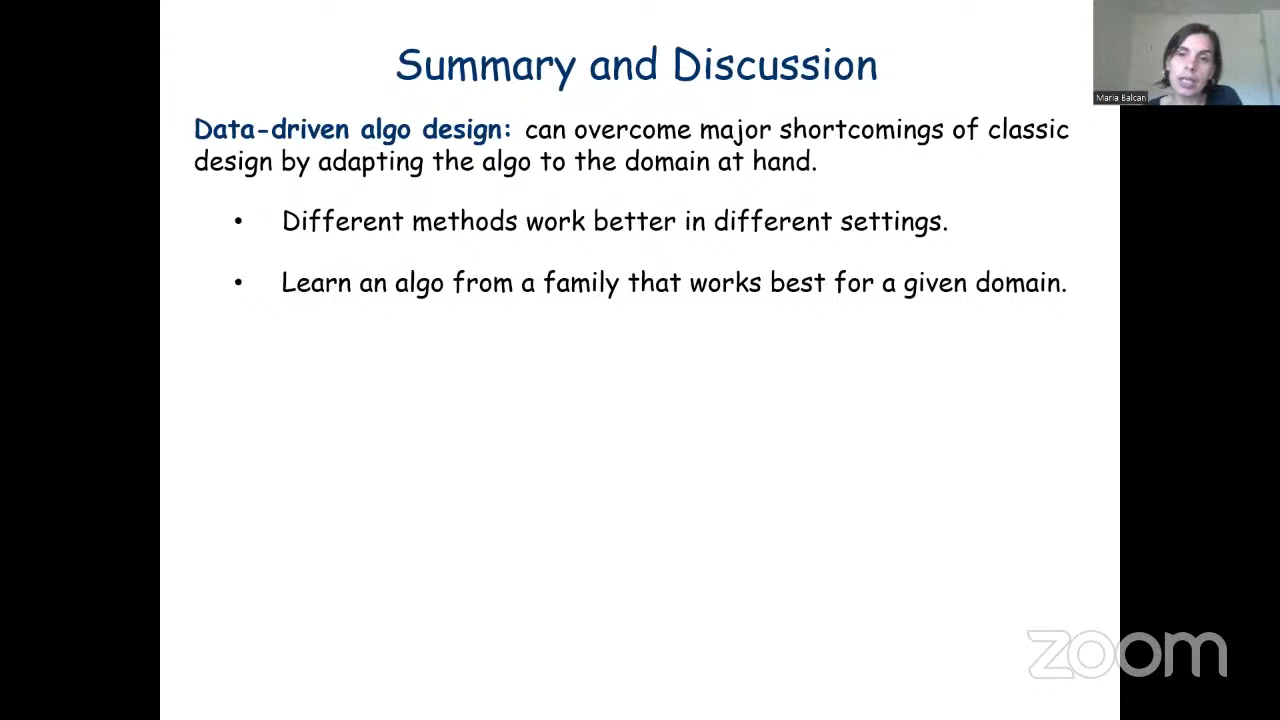 Summary and Discussion
Maria Balcan
Data-driven algo design: can overcome major shortcomings of classic
design by adapting the algo to the domain at hand.
• Different methods work better in different settings.
• Learn an algo from a family that works best for a given domain.
zoom